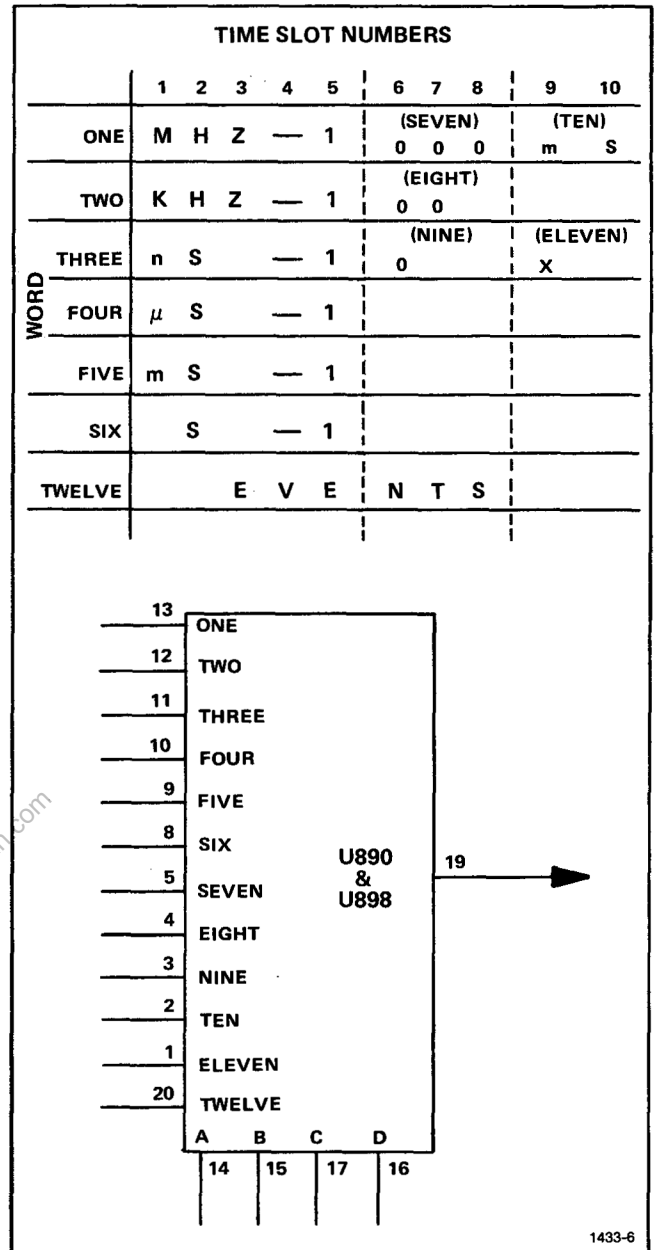 TIME SLOT NUMBERS
1 2 3 4 5 6 7 8 9 10
WORD
(SEVEN) (TEN)
ONE M H Z — 1 0 0 0 m S
(EIGHT)
TWO K H Z — 1 0 0
(NINE) (ELEVEN)
THREE n S — 1 0 X
FOUR μ S — 1
FIVE m S — 1
SIX S — 1
TWELVE E V E N T S
13 ONE
12 TWO
11 THREE
10 FOUR
9 FIVE
8 SIX
U890
&
U898
19
5 SEVEN
4 EIGHT
3 NINE
2 TEN
1 ELEVEN
20 TWELVE
A B C D
14 15 17 16
1433-6
.com